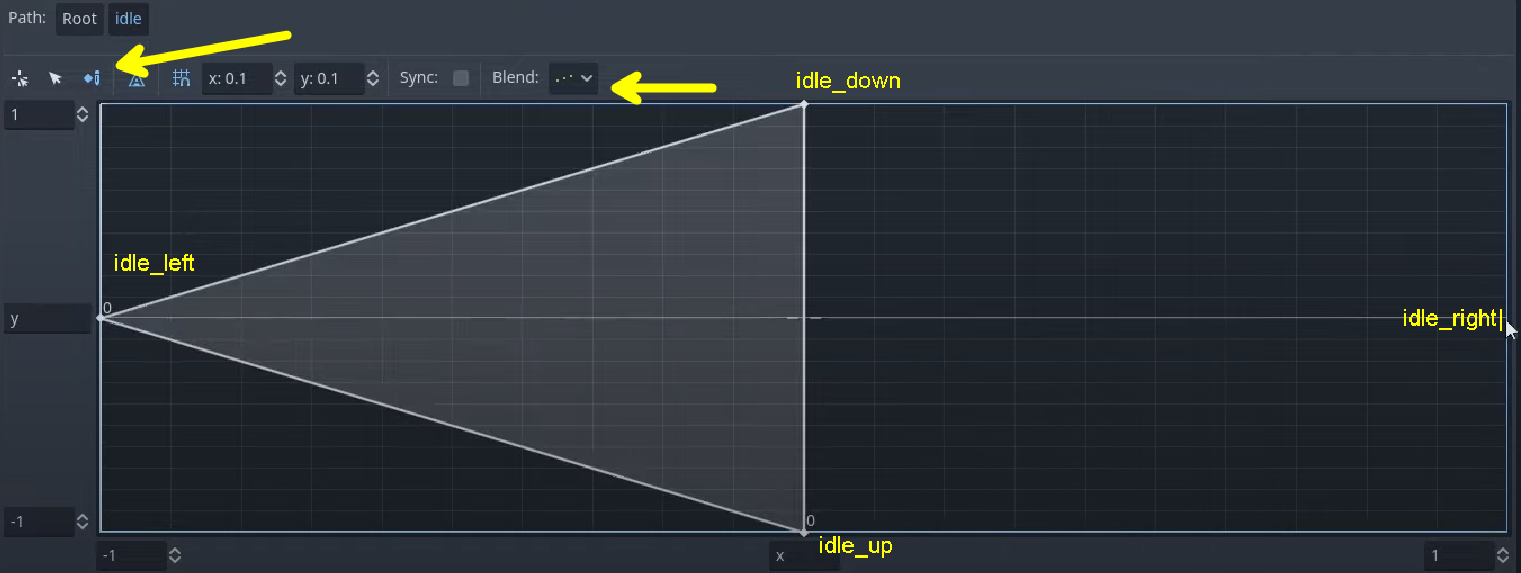 Path: Root idle
x: 0.1 y: 0.1 Sync: Blend:
idle_down
1
idle_left
0
y
idle_right|
-1
0
idle_up
-1 x 1